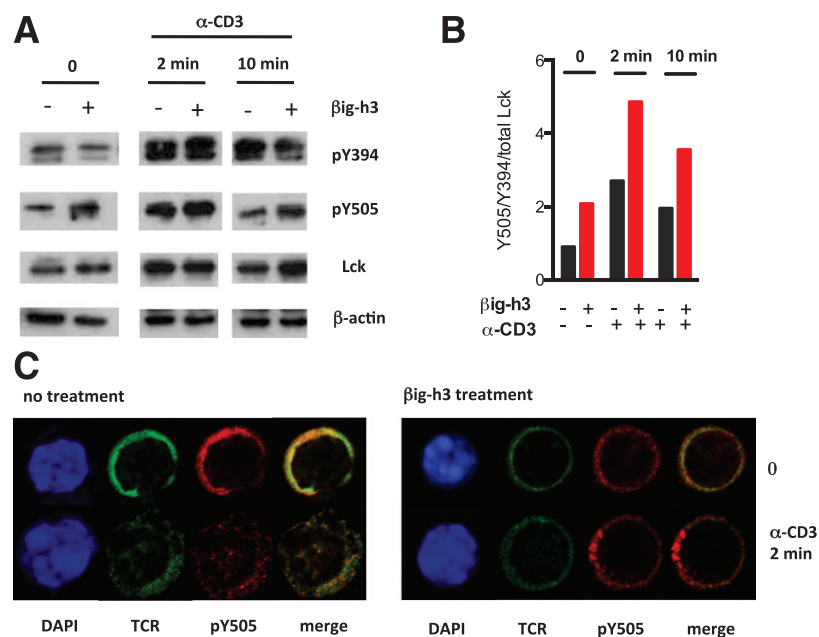 A
α-CD3
0
2 min
10 min
- + - + - + βig-h3
pY394
pY505
Lck
β-actin
B
0 2 min 10 min
6
4
2
0
Y505/Y394/total Lck
βig-h3 - + - + - +
α-CD3 - - + + + +
C
no treatment
βig-h3 treatment
0
α-CD3
2 min
DAPI TCR pY505 merge
DAPI TCR pY505 merge